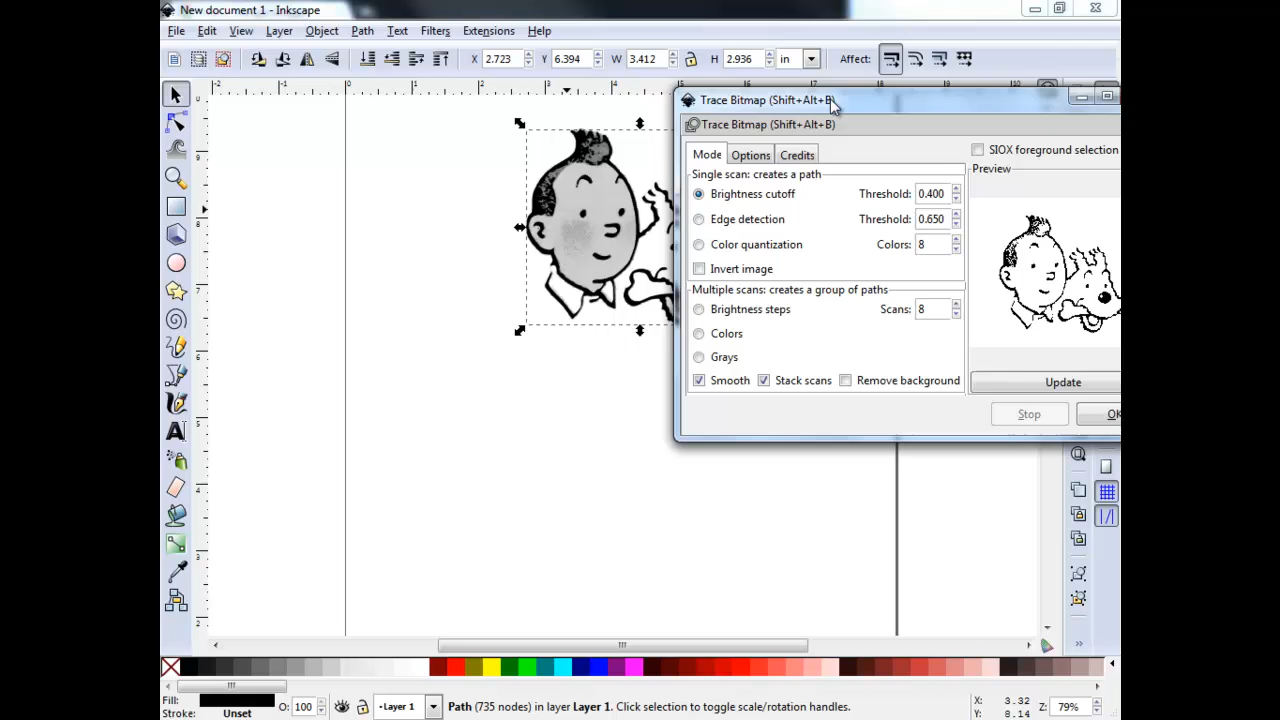 New document 1 - Inkscape
File Edit View Layer Object Path Text Filters Extensions Help
X 2.723 Y 6.394 W 3.412 H 2.936 in Affect:
Trace Bitmap (Shift+Alt+B)
Trace Bitmap (Shift+Alt+B)
Mode Options Credits
SIOX foreground selection
Single scan: creates a path
Preview
Brightness cutoff Threshold: 0.400
Edge detection Threshold: 0.650
Color quantization Colors: 8
Invert image
Multiple scans: creates a group of paths
Brightness steps Scans: 8
Colors
Grays
Smooth Stack scans Remove background
Update
Stop OK
Fill:
Stroke: Unset
O: 100
Layer 1
Path (735 nodes) in layer Layer 1. Click selection to toggle scale/rotation handles.
X: 3.32
Y: 8.14
Z: 79%